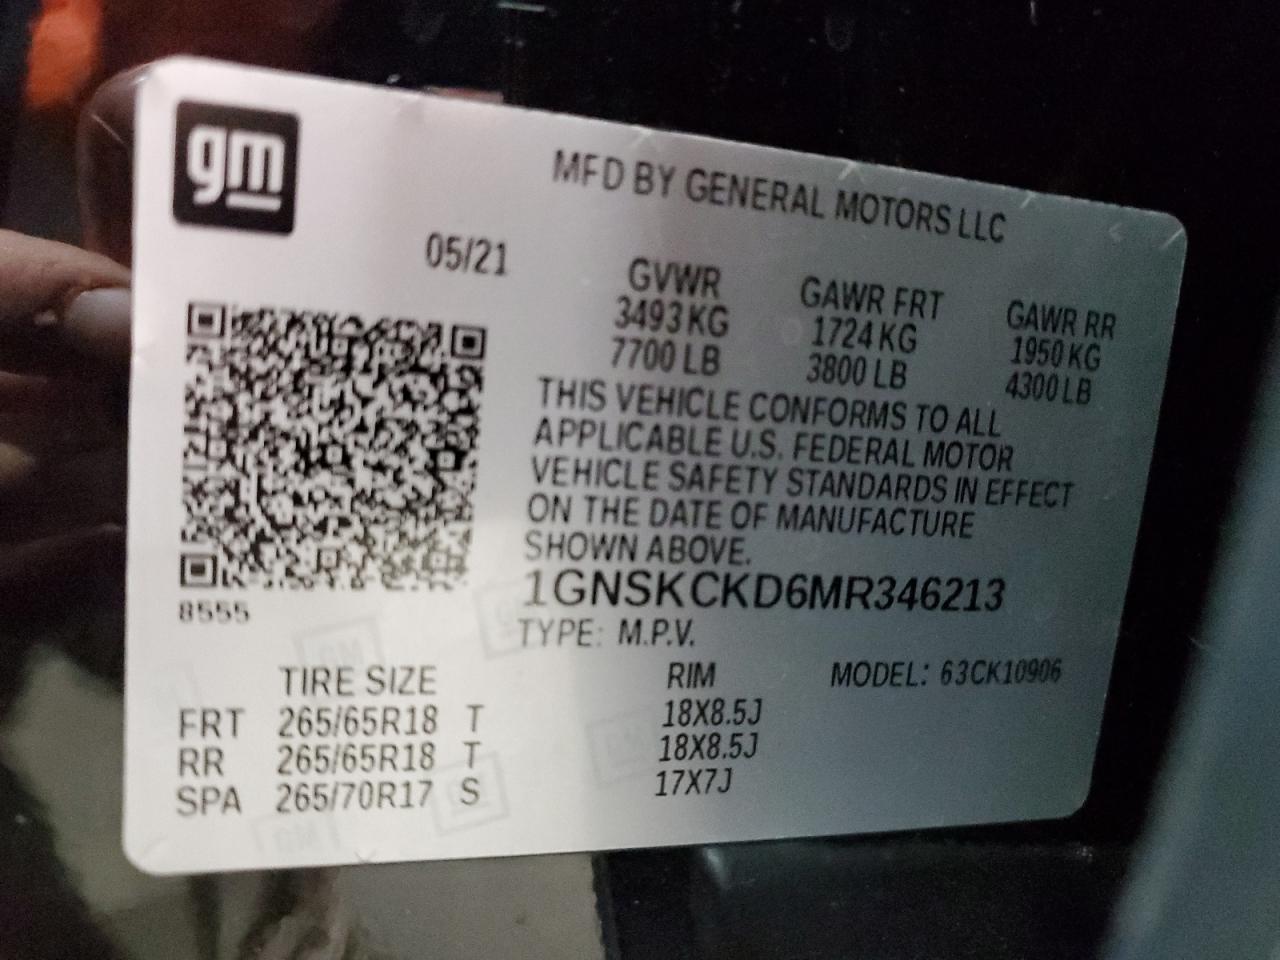 gm
MFD BY GENERAL MOTORS LLC
05/21
GVWR GAWR FRT GAWR RR
3493 KG 1724 KG 1950 KG
7700 LB 3800 LB 4300 LB
THIS VEHICLE CONFORMS TO ALL
APPLICABLE U.S. FEDERAL MOTOR
VEHICLE SAFETY STANDARDS IN EFFECT
ON THE DATE OF MANUFACTURE
SHOWN ABOVE.
8555
1GNSKCKD6MR346213
TYPE: M.P.V.
TIRE SIZE RIM MODEL: 63CK10906
FRT 265/65R18 T 18X8.5J
RR 265/65R18 T 18X8.5J
SPA 265/70R17 S 17X7J